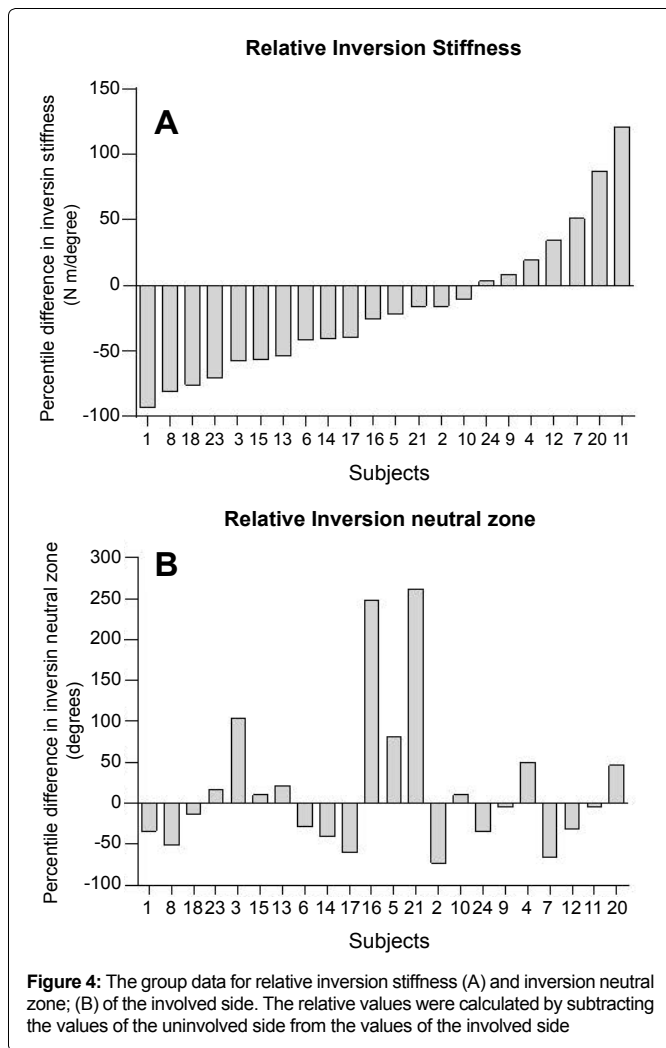 Relative Inversion Stiffness
A
Percentile difference in inversin stiffness
(N m/degree)
150
100
50
0
-50
-100
1 8 18 23 3 15 13 6 14 17 16 5 21 2 10 24 9 4 12 7 20 11
Subjects
Relative Inversion neutral zone
B
Percentile difference in inversin neutral zone
(degrees)
300
250
200
150
100
50
0
-50
-100
1 8 18 23 3 15 13 6 14 17 16 5 21 2 10 24 9 4 7 12 11 20
Subjects
Figure 4: The group data for relative inversion stiffness (A) and inversion neutral
zone; (B) of the involved side. The relative values were calculated by subtracting
the values of the uninvolved side from the values of the involved side